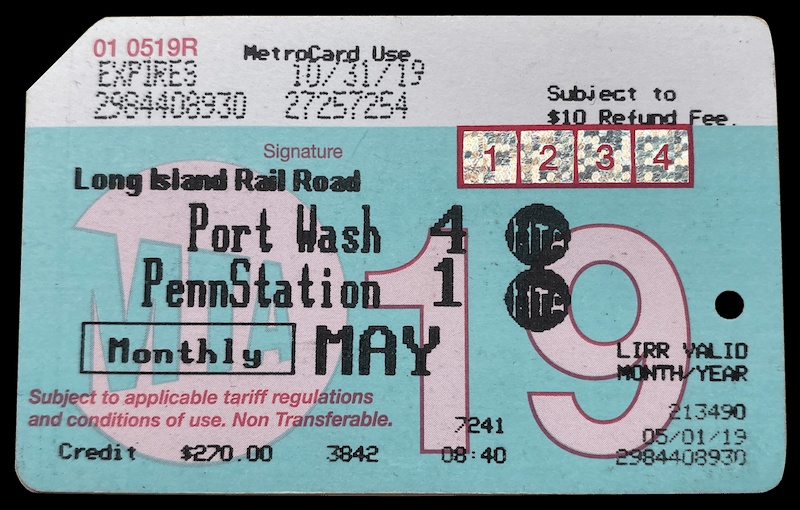 01 0519R
MetroCard Use
EXPIRES 10/31/19
2984408930 27257254
Subject to
$10 Refund Fee.
Signature
1 2 3 4
Long Island Rail Road
Port Wash 4 MTA
PennStation 1 MTA
Monthly MAY
19
MTA
LIRR VALID
MONTH/YEAR
Subject to applicable tariff regulations
and conditions of use. Non Transferable.
213490
7241
05/01/19
Credit $270.00 3842 08:40
2984408930